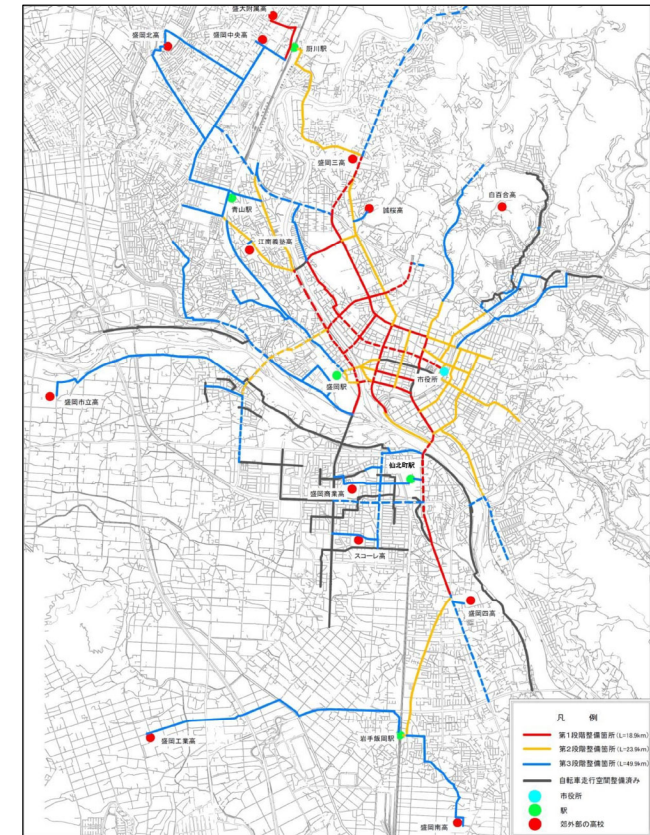 盛大附属高
盛岡北高
盛岡中央高
厨川駅
盛岡三高
白百合高
青山駅
誠桜高
江南義塾高
盛岡駅
市役所
盛岡市立高
仙北町駅
盛岡商業高
スコーレ高
盛岡四高
岩手飯岡駅
盛岡工業高
盛岡南高
凡 例
第1段階整備箇所(L=18.9km)
第2段階整備箇所(L=23.9km)
第3段階整備箇所(L=49.9km)
自転車走行空間整備済み
市役所
駅
郊外部の高校